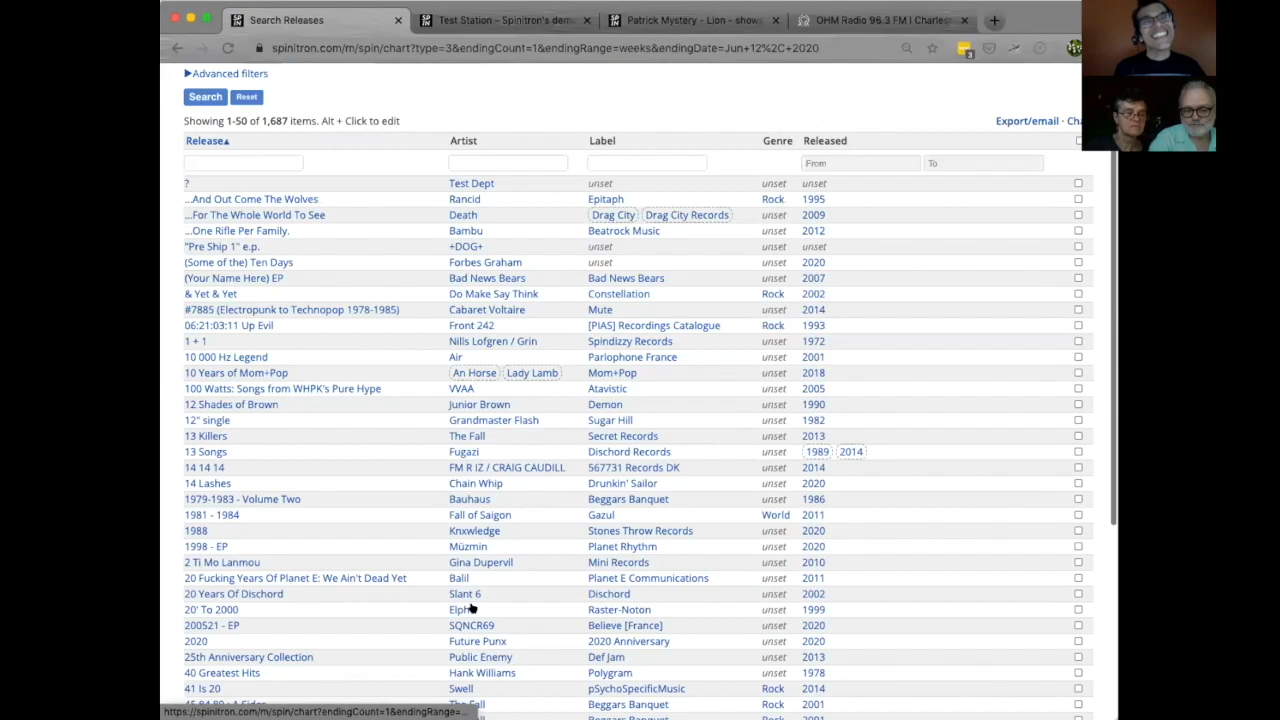 Search Releases Test Station – Spinitron's dem Patrick Mystery - Lion - shows OHM Radio 96.3 FM I Charles
spinitron.com/m/spin/chart?type=3&endingCount=1&endingRange=weeks&endingDate=Jun+12%2C+2020 3
▶Advanced filters
Search Reset
Showing 1-50 of 1,687 items. Alt + Click to edit Export/email · Cha
Release▲ Artist Label Genre Released
From To
? Test Dept unset unset unset
...And Out Come The Wolves Rancid Epitaph Rock 1995
...For The Whole World To See Death Drag City Drag City Records unset 2009
...One Rifle Per Family. Bambu Beatrock Music unset 2012
"Pre Ship 1" e.p. +DOG+ unset unset unset
(Some of the) Ten Days Forbes Graham unset unset 2020
(Your Name Here) EP Bad News Bears Bad News Bears unset 2007
& Yet & Yet Do Make Say Think Constellation Rock 2002
#7885 (Electropunk to Technopop 1978-1985) Cabaret Voltaire Mute unset 2014
06:21:03:11 Up Evil Front 242 [PIAS] Recordings Catalogue Rock 1993
1 + 1 Nills Lofgren / Grin Spindizzy Records unset 1972
10 000 Hz Legend Air Parlophone France unset 2001
10 Years of Mom+Pop An Horse Lady Lamb Mom+Pop unset 2018
100 Watts: Songs from WHPK's Pure Hype VVAA Atavistic unset 2005
12 Shades of Brown Junior Brown Demon unset 1990
12" single Grandmaster Flash Sugar Hill unset 1982
13 Killers The Fall Secret Records unset 2013
13 Songs Fugazi Dischord Records unset 1989 2014
14 14 14 FM R IZ / CRAIG CAUDILL 567731 Records DK unset 2014
14 Lashes Chain Whip Drunkin' Sailor unset 2020
1979-1983 - Volume Two Bauhaus Beggars Banquet unset 1986
1981 - 1984 Fall of Saigon Gazul World 2011
1988 Knxwledge Stones Throw Records unset 2020
1998 - EP Müzmin Planet Rhythm unset 2020
2 Ti Mo Lanmou Gina Dupervil Mini Records unset 2010
20 Fucking Years Of Planet E: We Ain't Dead Yet Balil Planet E Communications unset 2011
20 Years Of Dischord Slant 6 Dischord unset 2002
20' To 2000 Elph Raster-Noton unset 1999
200521 - EP SQNCR69 Believe [France] unset 2020
2020 Future Punx 2020 Anniversary unset 2020
25th Anniversary Collection Public Enemy Def Jam unset 2013
40 Greatest Hits Hank Williams Polygram unset 1978
41 Is 20 Swell pSychoSpecificMusic Rock 2014
The Fall Beggars Banquet Rock 2001
https://spinitron.com/m/spin/chart?endingCount=1&endingRange=...